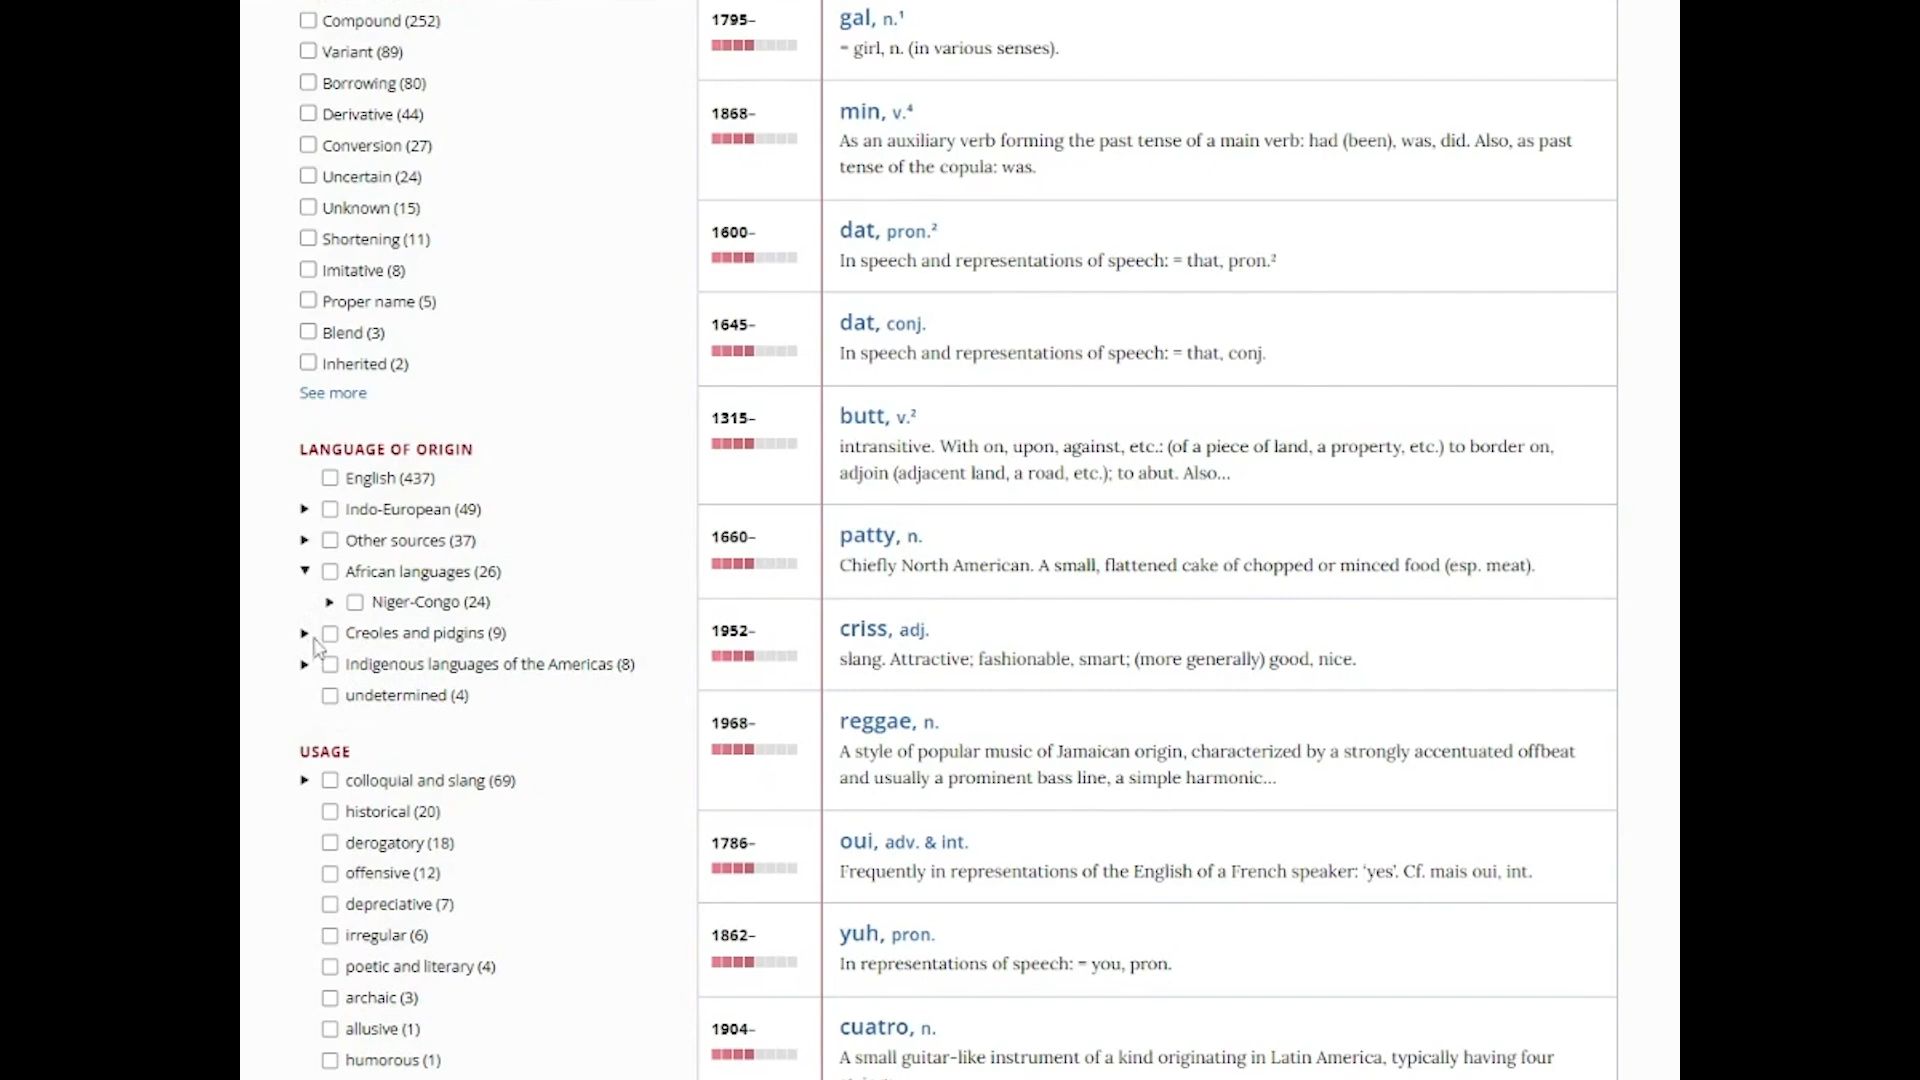 Compound (252)
Variant (89)
Borrowing (80)
Derivative (44)
Conversion (27)
Uncertain (24)
Unknown (15)
Shortening (11)
Imitative (8)
Proper name (5)
Blend (3)
Inherited (2)
See more
LANGUAGE OF ORIGIN
English (437)
Indo-European (49)
Other sources (37)
African languages (26)
Niger-Congo (24)
Creoles and pidgins (9)
Indigenous languages of the Americas (8)
undetermined (4)
USAGE
colloquial and slang (69)
historical (20)
derogatory (18)
offensive (12)
depreciative (7)
irregular (6)
poetic and literary (4)
archaic (3)
allusive (1)
humorous (1)
1795–
gal, n.¹
= girl, n. (in various senses).
1868–
min, v.⁴
As an auxiliary verb forming the past tense of a main verb: had (been), was, did. Also, as past
tense of the copula: was.
1600–
dat, pron.²
In speech and representations of speech: = that, pron.²
1645–
dat, conj.
In speech and representations of speech: = that, conj.
1315–
butt, v.²
intransitive. With on, upon, against, etc.: (of a piece of land, a property, etc.) to border on,
adjoin (adjacent land, a road, etc.); to abut. Also...
1660–
patty, n.
Chiefly North American. A small, flattened cake of chopped or minced food (esp. meat).
1952–
criss, adj.
slang. Attractive; fashionable, smart; (more generally) good, nice.
1968–
reggae, n.
A style of popular music of Jamaican origin, characterized by a strongly accentuated offbeat
and usually a prominent bass line, a simple harmonic...
1786–
oui, adv. & int.
Frequently in representations of the English of a French speaker: ‘yes’. Cf. mais oui, int.
1862–
yuh, pron.
In representations of speech: = you, pron.
1904–
cuatro, n.
A small guitar-like instrument of a kind originating in Latin America, typically having four